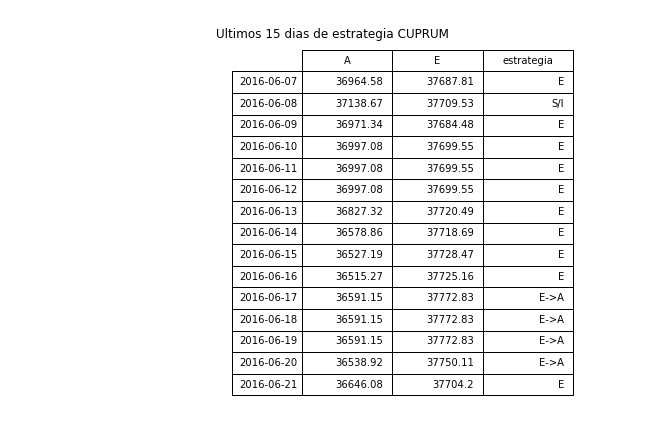 Ultimos 15 dias de estrategia CUPRUM
A E estrategia
2016-06-07 36964.58 37687.81 E
2016-06-08 37138.67 37709.53 S/I
2016-06-09 36971.34 37684.48 E
2016-06-10 36997.08 37699.55 E
2016-06-11 36997.08 37699.55 E
2016-06-12 36997.08 37699.55 E
2016-06-13 36827.32 37720.49 E
2016-06-14 36578.86 37718.69 E
2016-06-15 36527.19 37728.47 E
2016-06-16 36515.27 37725.16 E
2016-06-17 36591.15 37772.83 E->A
2016-06-18 36591.15 37772.83 E->A
2016-06-19 36591.15 37772.83 E->A
2016-06-20 36538.92 37750.11 E->A
2016-06-21 36646.08 37704.2 E